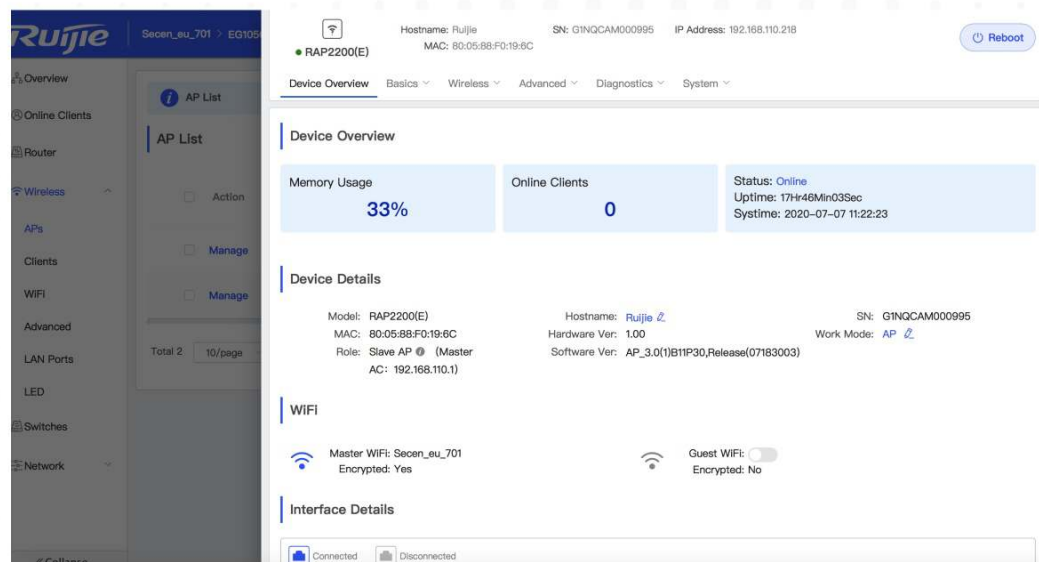 Ruijie
Secen_eu_701 > EG105
Overview
Online Clients
Router
Wireless
APs
Clients
WiFi
Advanced
LAN Ports
LED
Switches
Network
AP List
AP List
Action
Manage
Manage
Total 2 10/page
RAP2200(E)
Hostname: Ruijie SN: G1NQCAM000995 IP Address: 192.168.110.218
MAC: 80:05:88:F0:19:6C
Reboot
Device Overview Basics Wireless Advanced Diagnostics System
Device Overview
Memory Usage
33%
Online Clients
0
Status: Online
Uptime: 17Hr46Min03Sec
Systime: 2020-07-07 11:22:23
Device Details
Model: RAP2200(E) Hostname: Ruijie SN: G1NQCAM000995
MAC: 80:05:88:F0:19:6C Hardware Ver: 1.00 Work Mode: AP
Role: Slave AP (Master Software Ver: AP_3.0(1)B11P30,Release(07183003)
AC: 192.168.110.1)
WiFi
Master WiFi: Secen_eu_701 Guest WiFi:
Encrypted: Yes Encrypted: No
Interface Details
Connected Disconnected